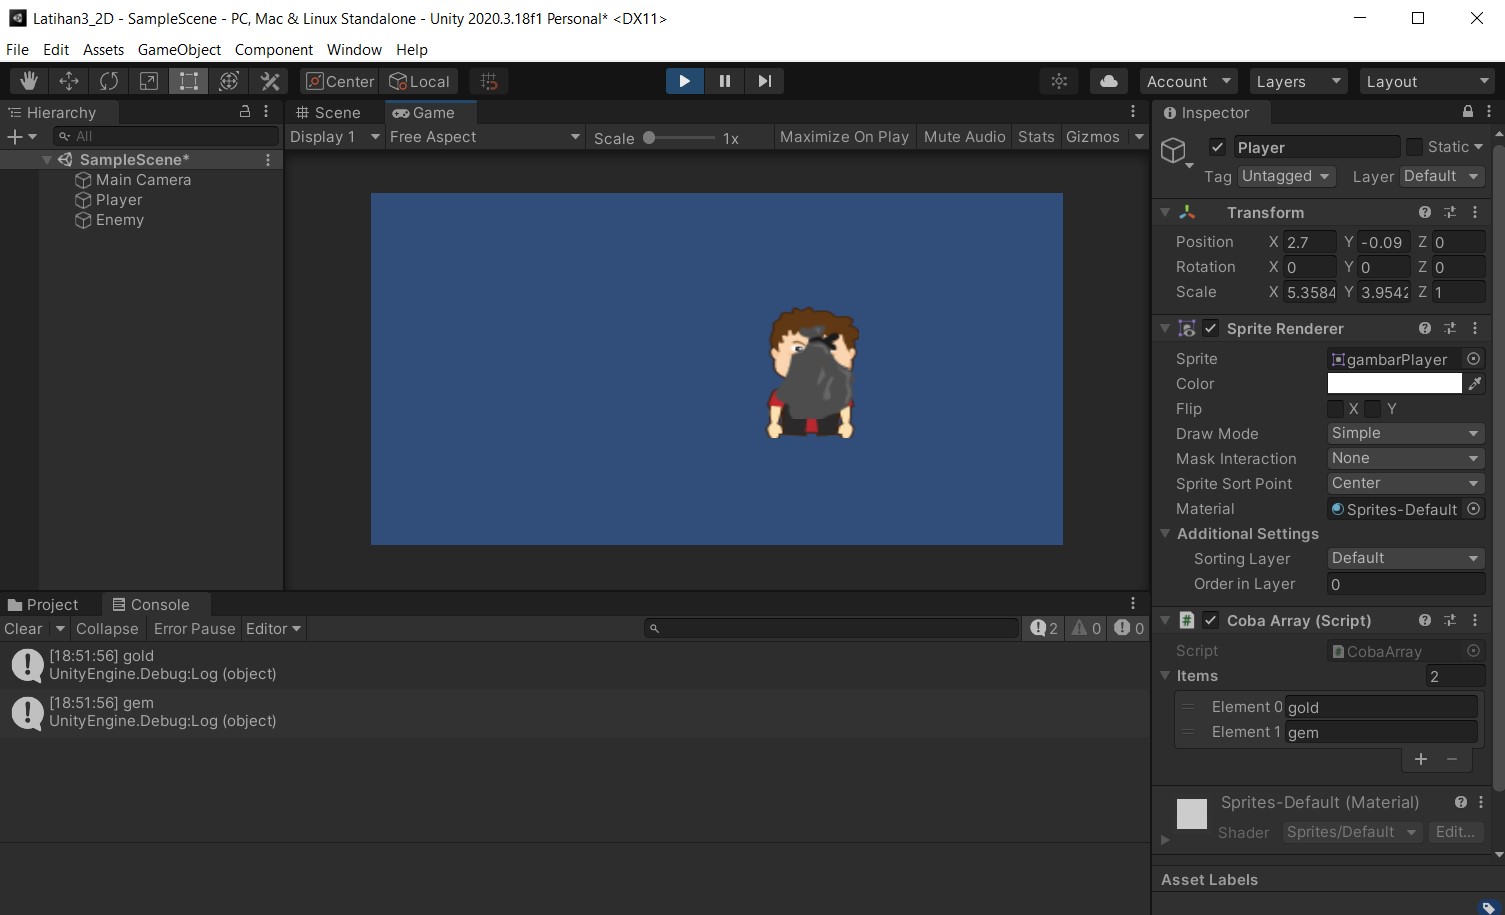 Latihan3_2D - SampleScene - PC, Mac & Linux Standalone - Unity 2020.3.18f1 Personal* <DX11>
File Edit Assets GameObject Component Window Help
Center Local Account Layers Layout
Hierarchy
All
SampleScene*
Main Camera
Player
Enemy
Scene Game
Display 1 Free Aspect Scale 1x Maximize On Play Mute Audio Stats Gizmos
Project Console
Clear Collapse Error Pause Editor 2 0 0
[18:51:56] gold
UnityEngine.Debug:Log (object)
[18:51:56] gem
UnityEngine.Debug:Log (object)
Inspector
Player Static
Tag Untagged Layer Default
Transform
Position X 2.7 Y -0.09 Z 0
Rotation X 0 Y 0 Z 0
Scale X 5.3584 Y 3.9542 Z 1
Sprite Renderer
Sprite gambarPlayer
Color
Flip X Y
Draw Mode Simple
Mask Interaction None
Sprite Sort Point Center
Material Sprites-Default
Additional Settings
Sorting Layer Default
Order in Layer 0
# Coba Array (Script)
Script CobaArray
Items 2
Element 0 gold
Element 1 gem
+ −
Sprites-Default (Material)
Shader Sprites/Default Edit...
Asset Labels